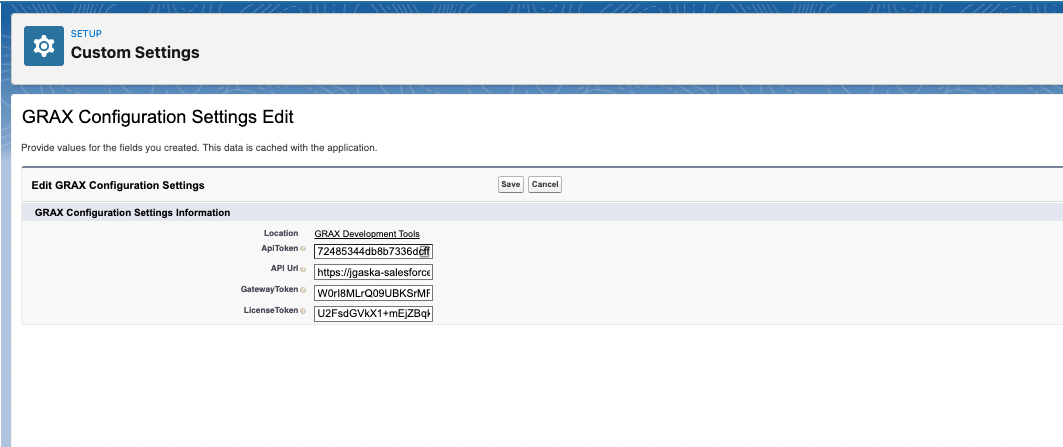 SETUP
Custom Settings
GRAX Configuration Settings Edit
Provide values for the fields you created. This data is cached with the application.
Edit GRAX Configuration Settings
Save Cancel
GRAX Configuration Settings Information
Location GRAX Development Tools
ApiToken 72485344db8b7336dcff
API Url https://jgaska-salesforce
GatewayToken W0rI8MLrQ09UBKSrMF
LicenseToken U2FsdGVkX1+mEjZBqk